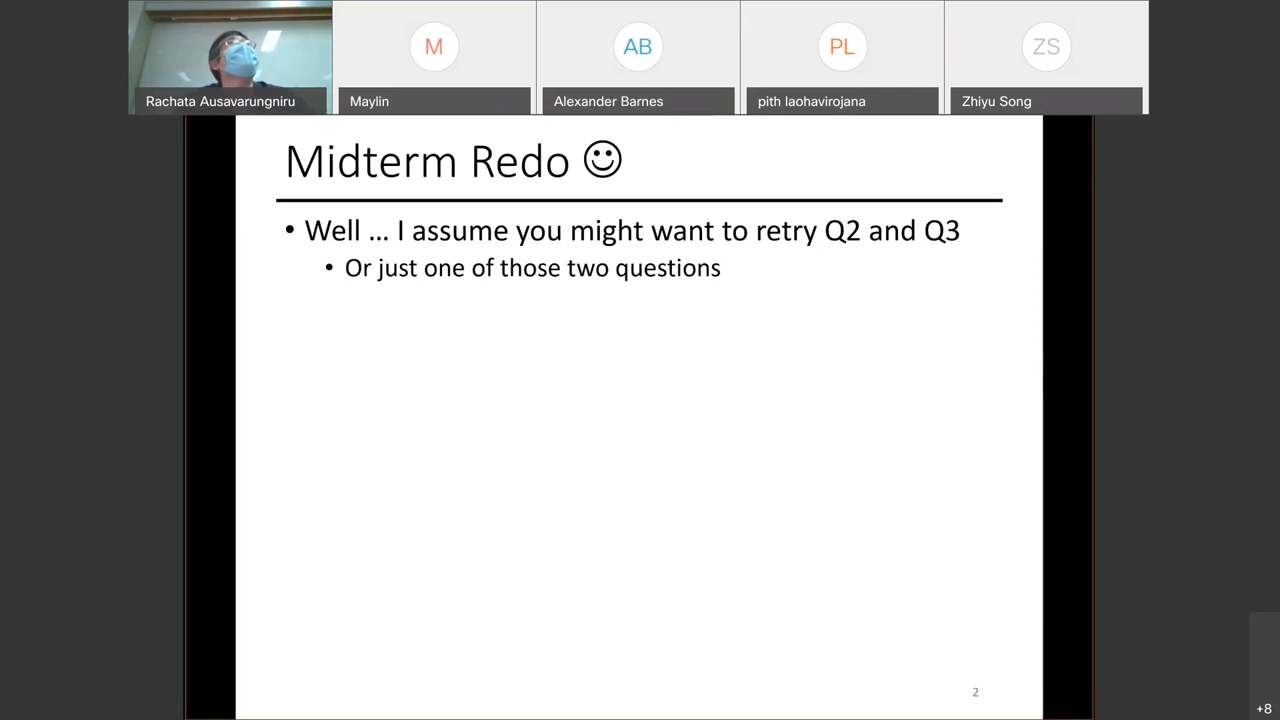 M
AB
PL
ZS
Rachata Ausavarungniru
Maylin
Alexander Barnes
pith laohavirojana
Zhiyu Song
Midterm Redo ☺
• Well … I assume you might want to retry Q2 and Q3
• Or just one of those two questions
2
+8